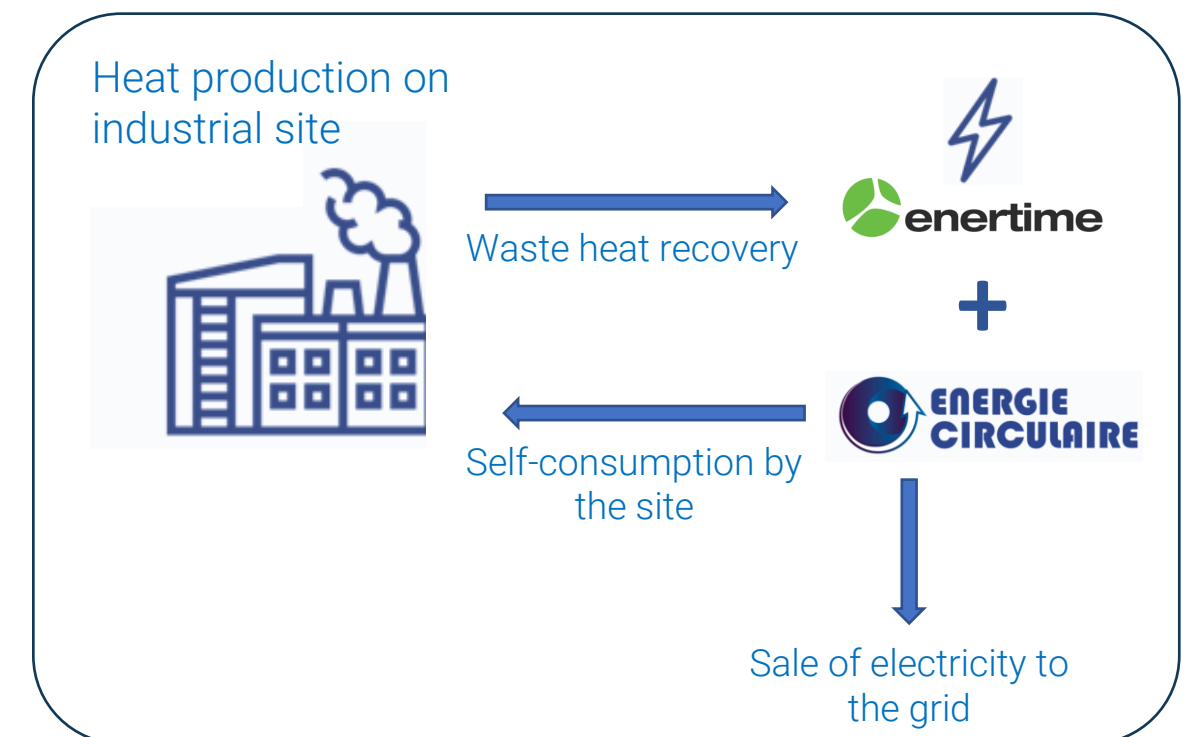 Heat production on
industrial site
Waste heat recovery
enertime
+
ENERGIE
CIRCULAIRE
Self-consumption by
the site
Sale of electricity to
the grid